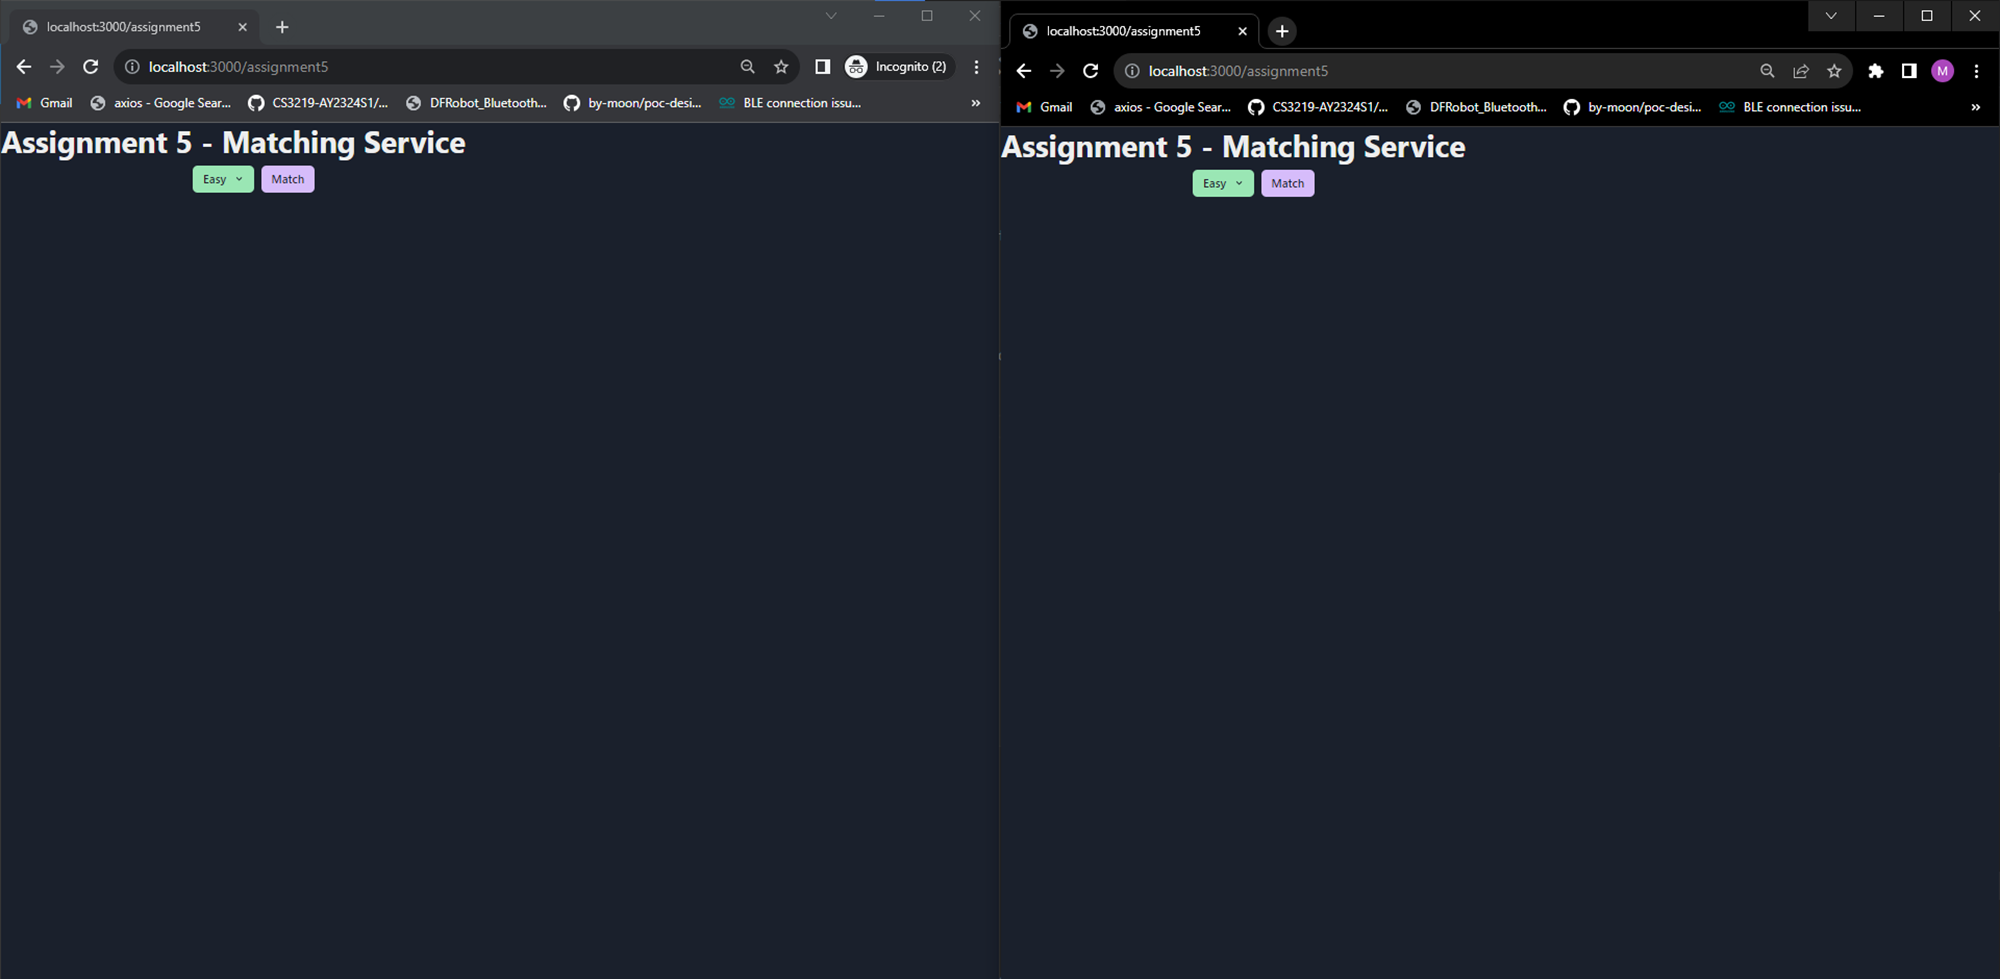 localhost:3000/assignment5
localhost:3000/assignment5
Incognito (2)
Gmail
axios - Google Sear...
CS3219-AY2324S1/...
DFRobot_Bluetooth...
by-moon/poc-desi...
BLE connection issu...
»
Assignment 5 - Matching Service
Easy
Match
localhost:3000/assignment5
localhost:3000/assignment5
M
Gmail
axios - Google Sear...
CS3219-AY2324S1/...
DFRobot_Bluetooth...
by-moon/poc-desi...
BLE connection issu...
»
Assignment 5 - Matching Service
Easy
Match